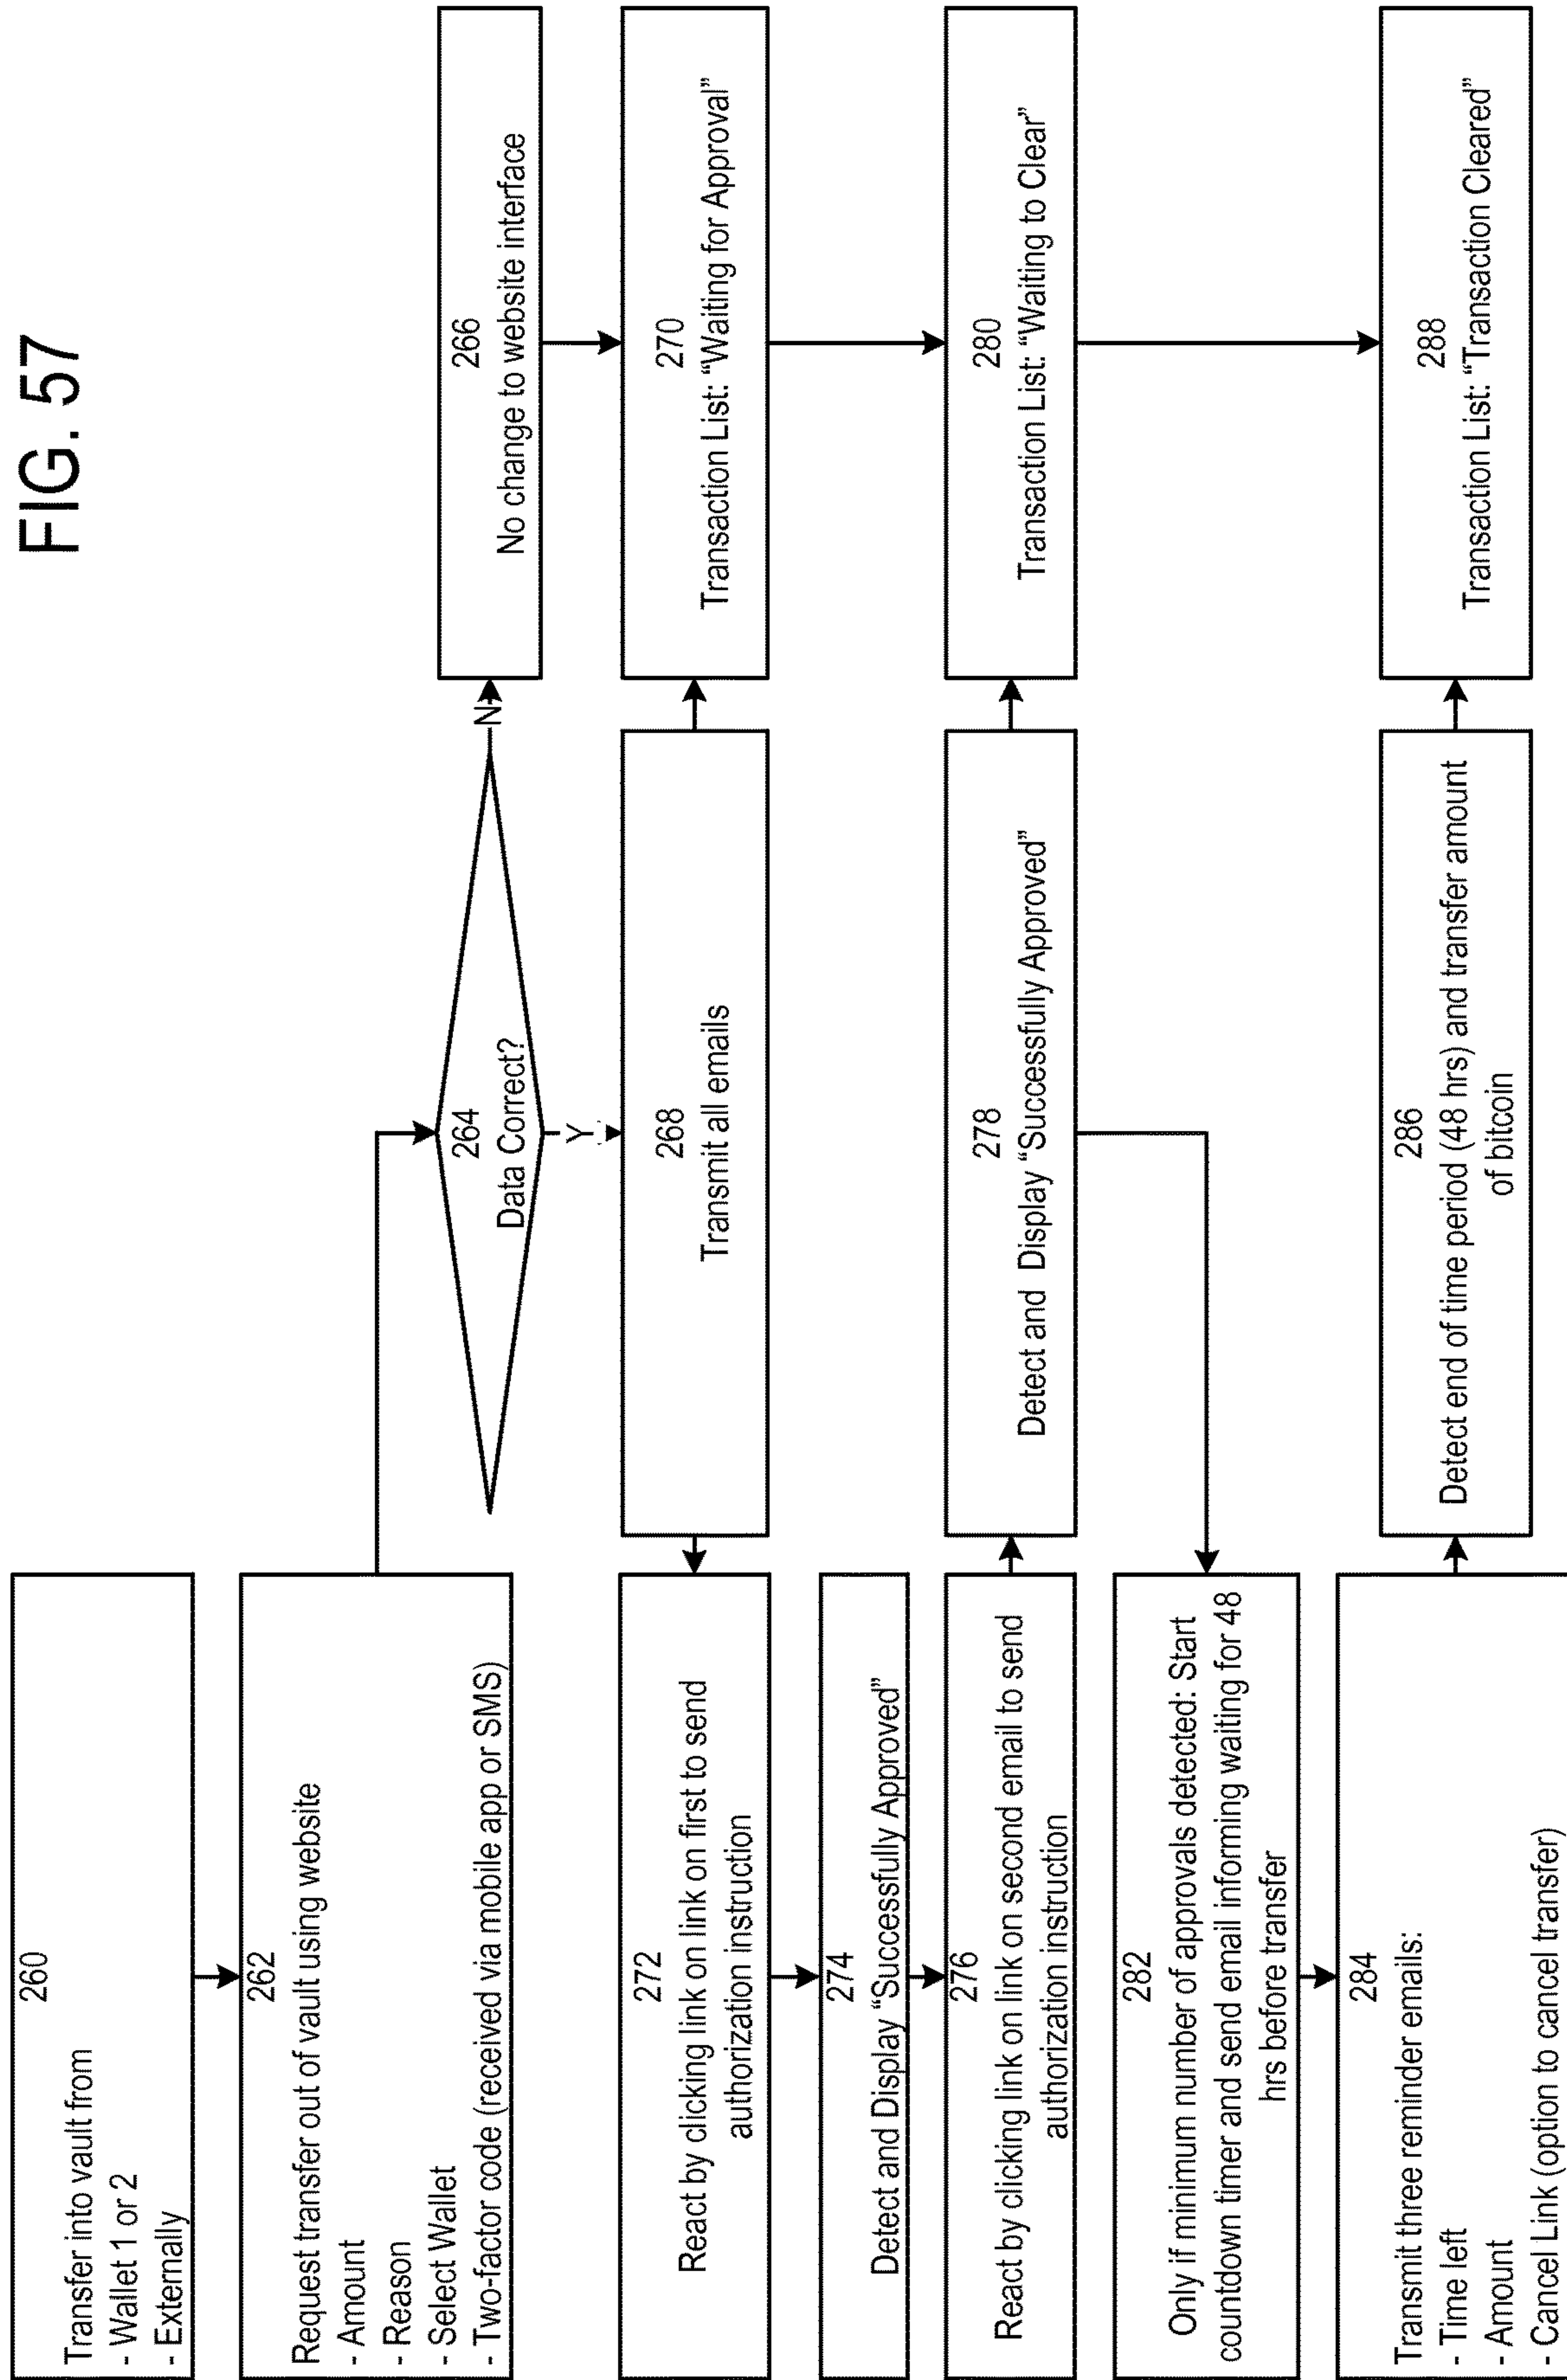 FIG. 57
260
Transfer into vault from
- Wallet 1 or 2
- Externally
262
Request transfer out of vault using website
- Amount
- Reason
- Select Wallet
- Two-factor code (received via mobile app or SMS)
264
Data Correct?
N
Y
266
No change to website interface
268
Transmit all emails
270
Transaction List: “Waiting for Approval”
272
React by clicking link on link on first to send
authorization instruction
274
Detect and Display “Successfully Approved”
276
React by clicking link on link on second email to send
authorization instruction
278
Detect and Display “Successfully Approved”
280
Transaction List: “Waiting to Clear”
282
Only if minimum number of approvals detected: Start
countdown timer and send email informing waiting for 48
hrs before transfer
284
Transmit three reminder emails:
- Time left
- Amount
- Cancel Link (option to cancel transfer)
286
Detect end of time period (48 hrs) and transfer amount
of bitcoin
288
Transaction List: “Transaction Cleared”